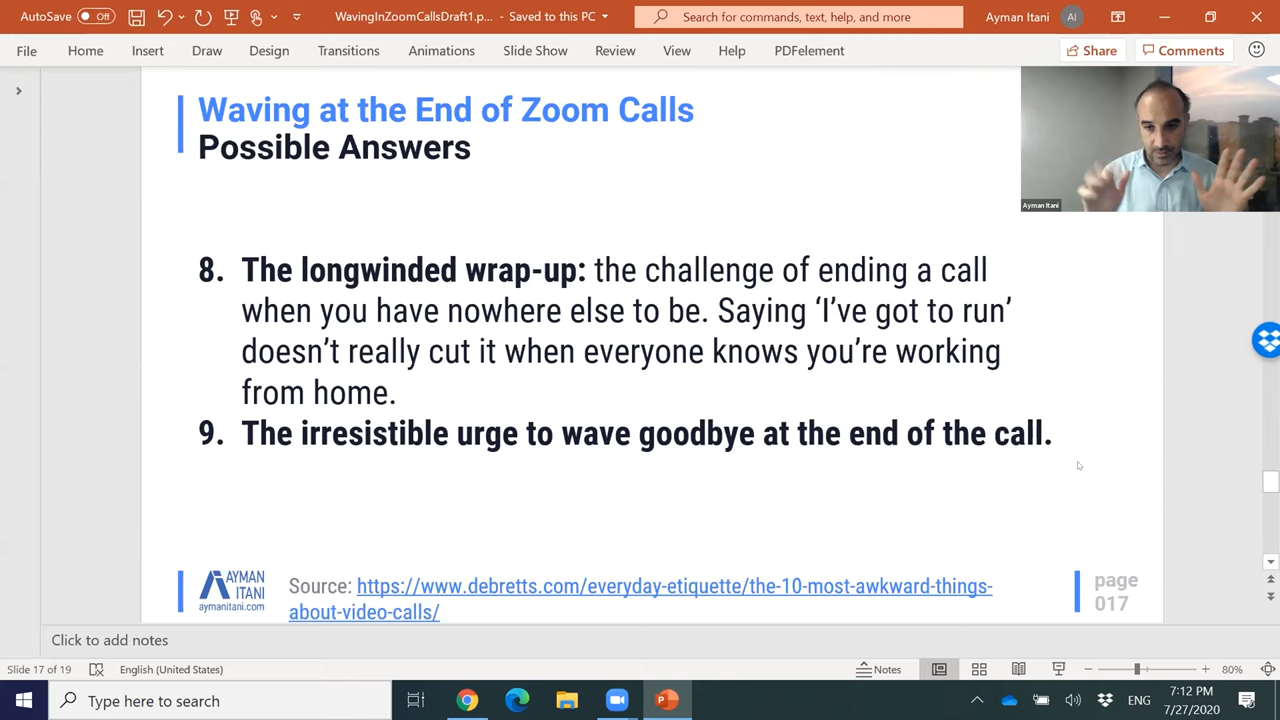 AutoSave Off WavingInZoomCallsDraft1.p... - Saved to this PC Search for commands, text, help, and more Ayman Itani AI
File Home Insert Draw Design Transitions Animations Slide Show Review View Help PDFelement Share Comments
Waving at the End of Zoom Calls
Possible Answers
Ayman Itani
8. The longwinded wrap-up: the challenge of ending a call
when you have nowhere else to be. Saying ‘I’ve got to run’
doesn’t really cut it when everyone knows you’re working
from home.
9. The irresistible urge to wave goodbye at the end of the call.
AYMAN
ITANI
aymanitani.com
Source: https://www.debretts.com/everyday-etiquette/the-10-most-awkward-things-
about-video-calls/
page
017
Click to add notes
Slide 17 of 19 English (United States) Notes 80%
Type here to search ENG 7:12 PM
7/27/2020